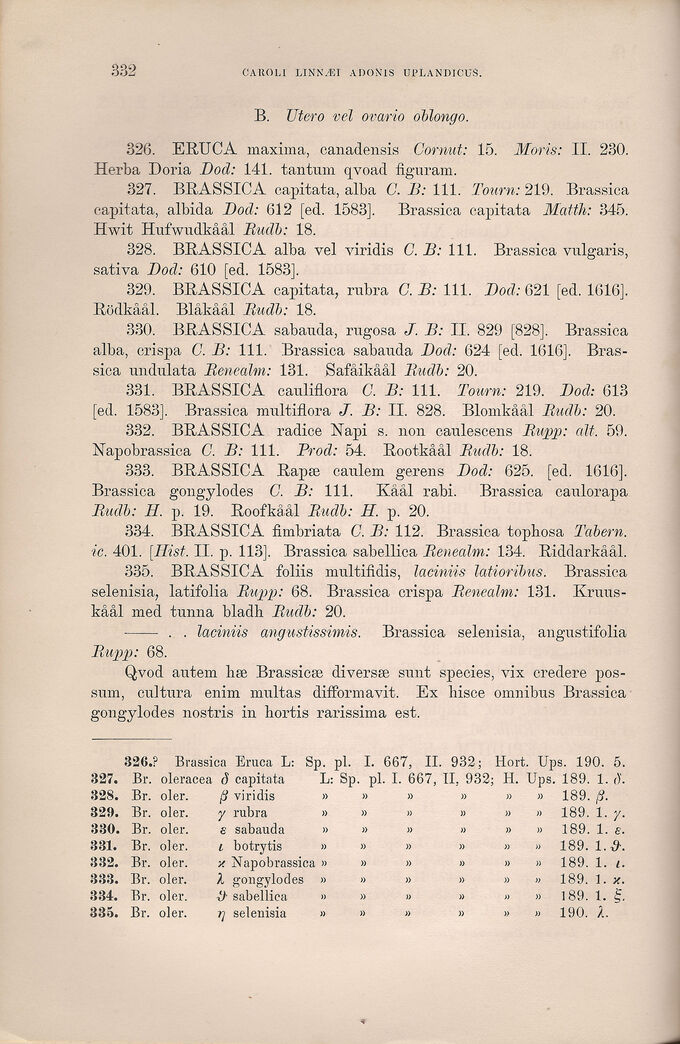 332
CAROLI LINNÆI ADONIS UPLANDICUS.
B. Utero vel ovario oblongo.
326. ERUCA maxima, canadensis Cornut: 15. Moris: II. 230.
Herba Doria Dod: 141. tantum qvoad figuram.
327. BRASSICA capitata, alba C. B: 111. Tourn: 219. Brassica
capitata, albida Dod: 612 [ed. 1583]. Brassica capitata Matth: 345.
Hwit Hufwudkåål Rudb: 18.
328. BRASSICA alba vel viridis C. B: 111. Brassica vulgaris,
sativa Dod: 610 [ed. 1583].
329. BRASSICA capitata, rubra C. B: 111. Dod: 621 [ed. 1616].
Rödkåål. Blåkåål Rudb: 18.
330. BRASSICA sabauda, rugosa J. B: II. 829 [828]. Brassica
alba, crispa C. B: 111. Brassica sabauda Dod: 624 [ed. 1616]. Bras-
sica undulata Renealm: 131. Safåikåål Rudb: 20.
331. BRASSICA cauliflora C. B: 111. Tourn: 219. Dod: 613
[ed. 1583]. Brassica multiflora J. B: II. 828. Blomkåål Rudb: 20.
332. BRASSICA radice Napi s. non caulescens Rupp: alt. 59.
Napobrassica C. B: 111. Prod: 54. Rootkåål Rudb: 18.
333. BRASSICA Rapæ caulem gerens Dod: 625. [ed. 1616].
Brassica gongylodes C. B: 111. Kåål rabi. Brassica caulorapa
Rudb: H. p. 19. Roofkåål Rudb: H. p. 20.
334. BRASSICA fimbriata C. B: 112. Brassica tophosa Tabern.
ic. 401. [Hist. II. p. 113]. Brassica sabellica Renealm: 134. Riddarkåål.
335. BRASSICA foliis multifidis, laciniis latioribus. Brassica
selenisia, latifolia Rupp: 68. Brassica crispa Renealm: 131. Kruus-
kåål med tunna bladh Rudb: 20.
—— . . laciniis angustissimis. Brassica selenisia, angustifolia
Rupp: 68.
Qvod autem hæ Brassicæ diversæ sunt species, vix credere pos-
sum, cultura enim multas difformavit. Ex hisce omnibus Brassica
gongylodes nostris in hortis rarissima est.
326.? Brassica Eruca L: Sp. pl. I. 667, II. 932; Hort. Ups. 190. 5.
327. Br. oleracea δ capitata L: Sp. pl. I. 667, II, 932; H. Ups. 189. 1. δ.
328. Br. oler. β viridis » » » » » » 189. β.
329. Br. oler. γ rubra » » » » » » 189. 1. γ.
330. Br. oler. ε sabauda » » » » » » 189. 1. ε.
331. Br. oler. ι botrytis » » » » » » 189. 1. ϑ.
332. Br. oler. ϰ Napobrassica » » » » » » 189. 1. ι.
333. Br. oler. λ gongylodes » » » » » » 189. 1. ϰ.
334. Br. oler. ϑ sabellica » » » » » » 189. 1. ξ.
335. Br. oler. η selenisia » » » » » » 190. λ.